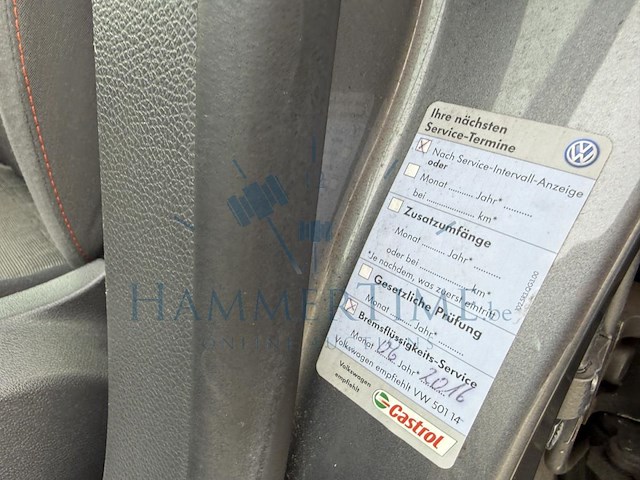 Ihre nächsten
Service-Termine
Nach Service-Intervall-Anzeige
oder
Monat.......... Jahr*..........
bei .................... km*
Zusatzumfänge
Monat.......... Jahr*..........
oder bei .................... km*
*Je nachdem, was zuerst eintritt
Gesetzliche Prüfung
Monat.......... Jahr..........
Bremsflüssigkeits-Service
Monat 06 Jahr 2016
Volkswagen empfiehlt VW 501 14
Volkswagen
empfiehlt
Castrol
HAMMERTIME.be